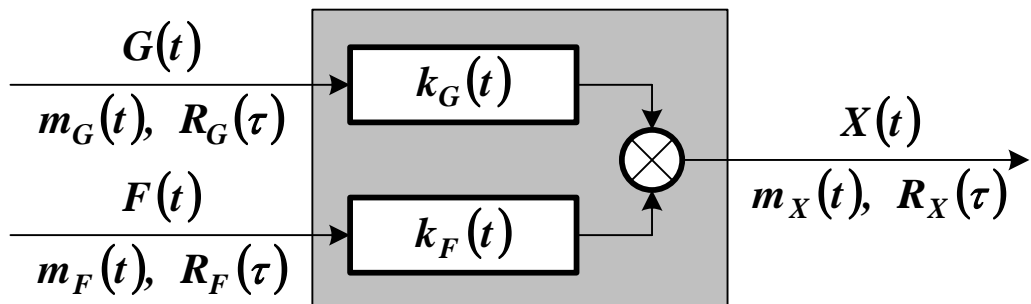 G(t)
m_G(t), R_G(τ)
k_G(t)
X(t)
m_X(t), R_X(τ)
F(t)
m_F(t), R_F(τ)
k_F(t)